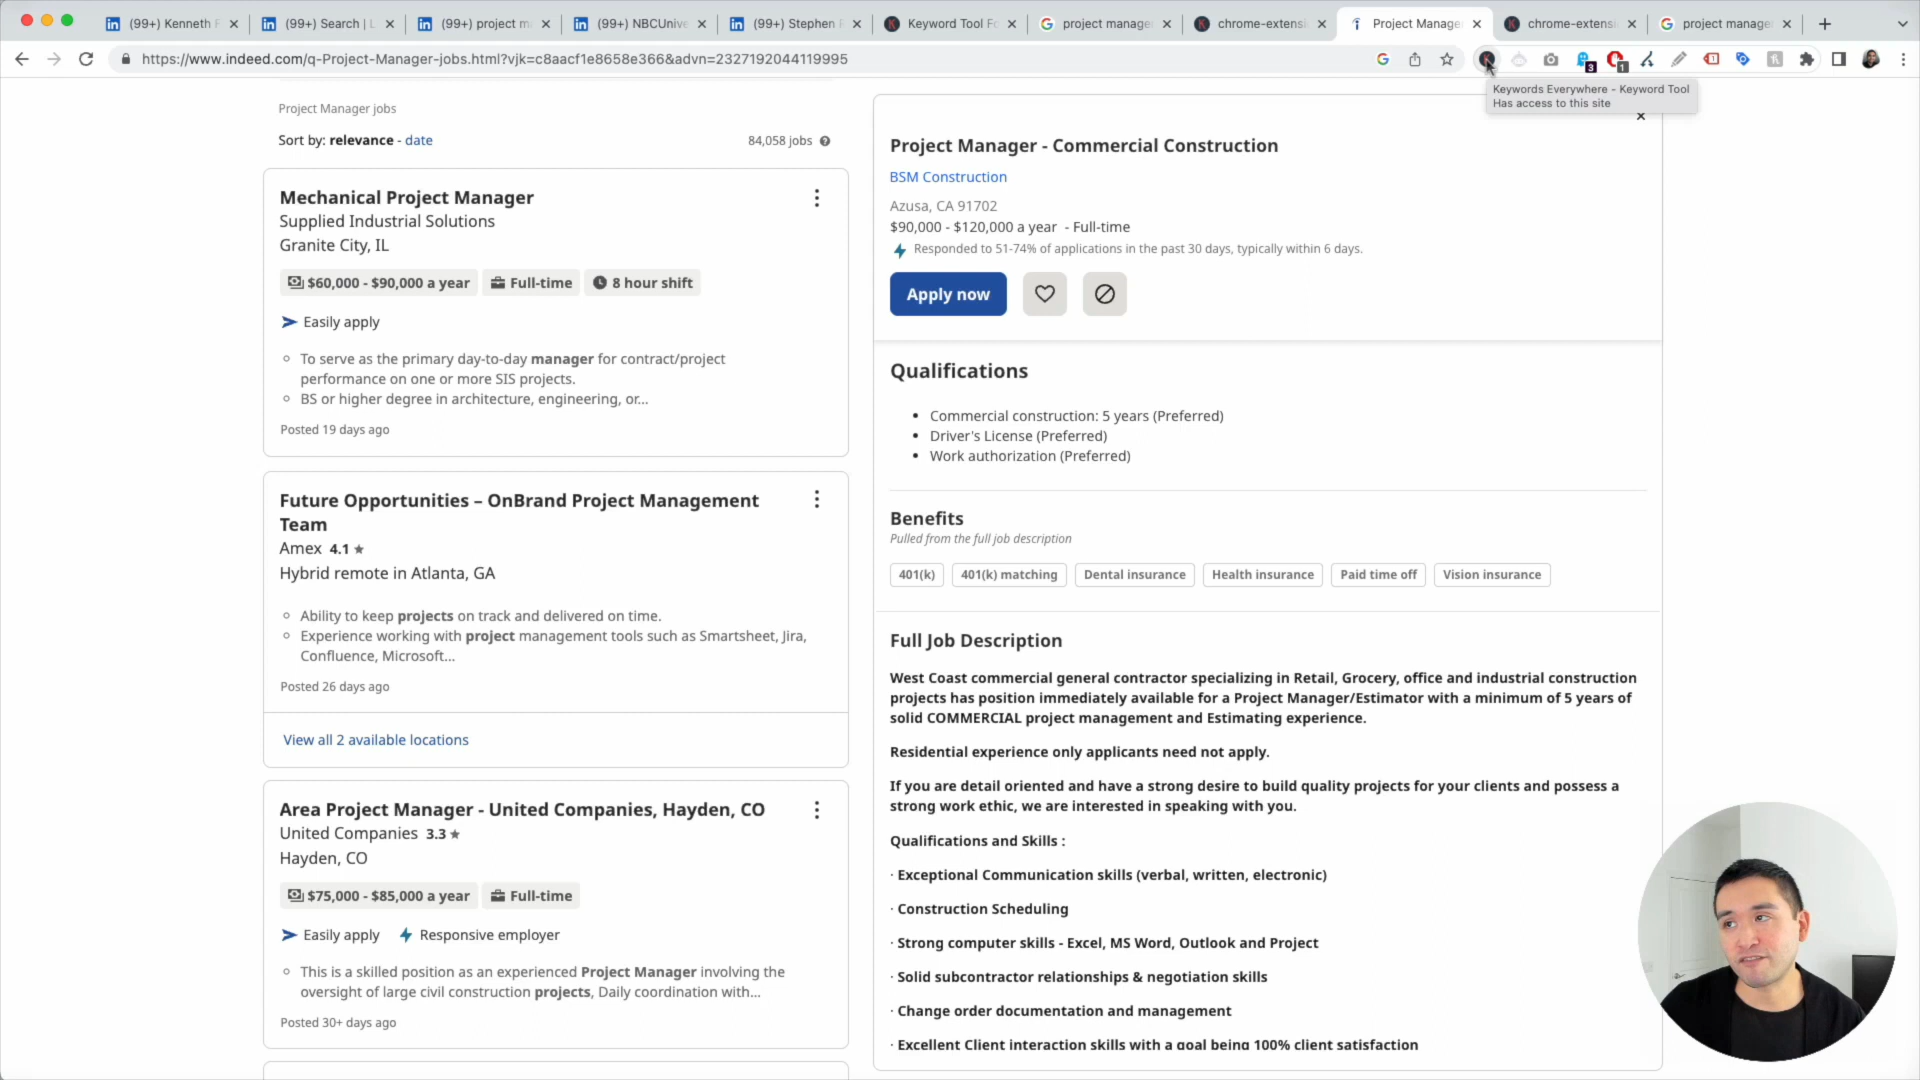 (99+) Kenneth F
(99+) Search | L
(99+) project m
(99+) NBCUnive
(99+) Stephen F
Keyword Tool Fo
project manage
chrome-extensi
Project Manage
chrome-extensi
project manage
https://www.indeed.com/q-Project-Manager-jobs.html?vjk=c8aacf1e8658e366&advn=2327192044119995
Keywords Everywhere - Keyword Tool
Has access to this site
Project Manager jobs
Sort by: relevance - date
84,058 jobs
Mechanical Project Manager
Supplied Industrial Solutions
Granite City, IL
$60,000 - $90,000 a year
Full-time
8 hour shift
Easily apply
To serve as the primary day-to-day manager for contract/project
performance on one or more SIS projects.
BS or higher degree in architecture, engineering, or...
Posted 19 days ago
Future Opportunities – OnBrand Project Management
Team
Amex 4.1
Hybrid remote in Atlanta, GA
Ability to keep projects on track and delivered on time.
Experience working with project management tools such as Smartsheet, Jira,
Confluence, Microsoft...
Posted 26 days ago
View all 2 available locations
Area Project Manager - United Companies, Hayden, CO
United Companies 3.3
Hayden, CO
$75,000 - $85,000 a year
Full-time
Easily apply
Responsive employer
This is a skilled position as an experienced Project Manager involving the
oversight of large civil construction projects, Daily coordination with...
Posted 30+ days ago
Project Manager - Commercial Construction
BSM Construction
Azusa, CA 91702
$90,000 - $120,000 a year - Full-time
Responded to 51-74% of applications in the past 30 days, typically within 6 days.
Apply now
Qualifications
Commercial construction: 5 years (Preferred)
Driver's License (Preferred)
Work authorization (Preferred)
Benefits
Pulled from the full job description
401(k)
401(k) matching
Dental insurance
Health insurance
Paid time off
Vision insurance
Full Job Description
West Coast commercial general contractor specializing in Retail, Grocery, office and industrial construction
projects has position immediately available for a Project Manager/Estimator with a minimum of 5 years of
solid COMMERCIAL project management and Estimating experience.
Residential experience only applicants need not apply.
If you are detail oriented and have a strong desire to build quality projects for your clients and possess a
strong work ethic, we are interested in speaking with you.
Qualifications and Skills :
· Exceptional Communication skills (verbal, written, electronic)
· Construction Scheduling
· Strong computer skills - Excel, MS Word, Outlook and Project
· Solid subcontractor relationships & negotiation skills
· Change order documentation and management
· Excellent Client interaction skills with a goal being 100% client satisfaction